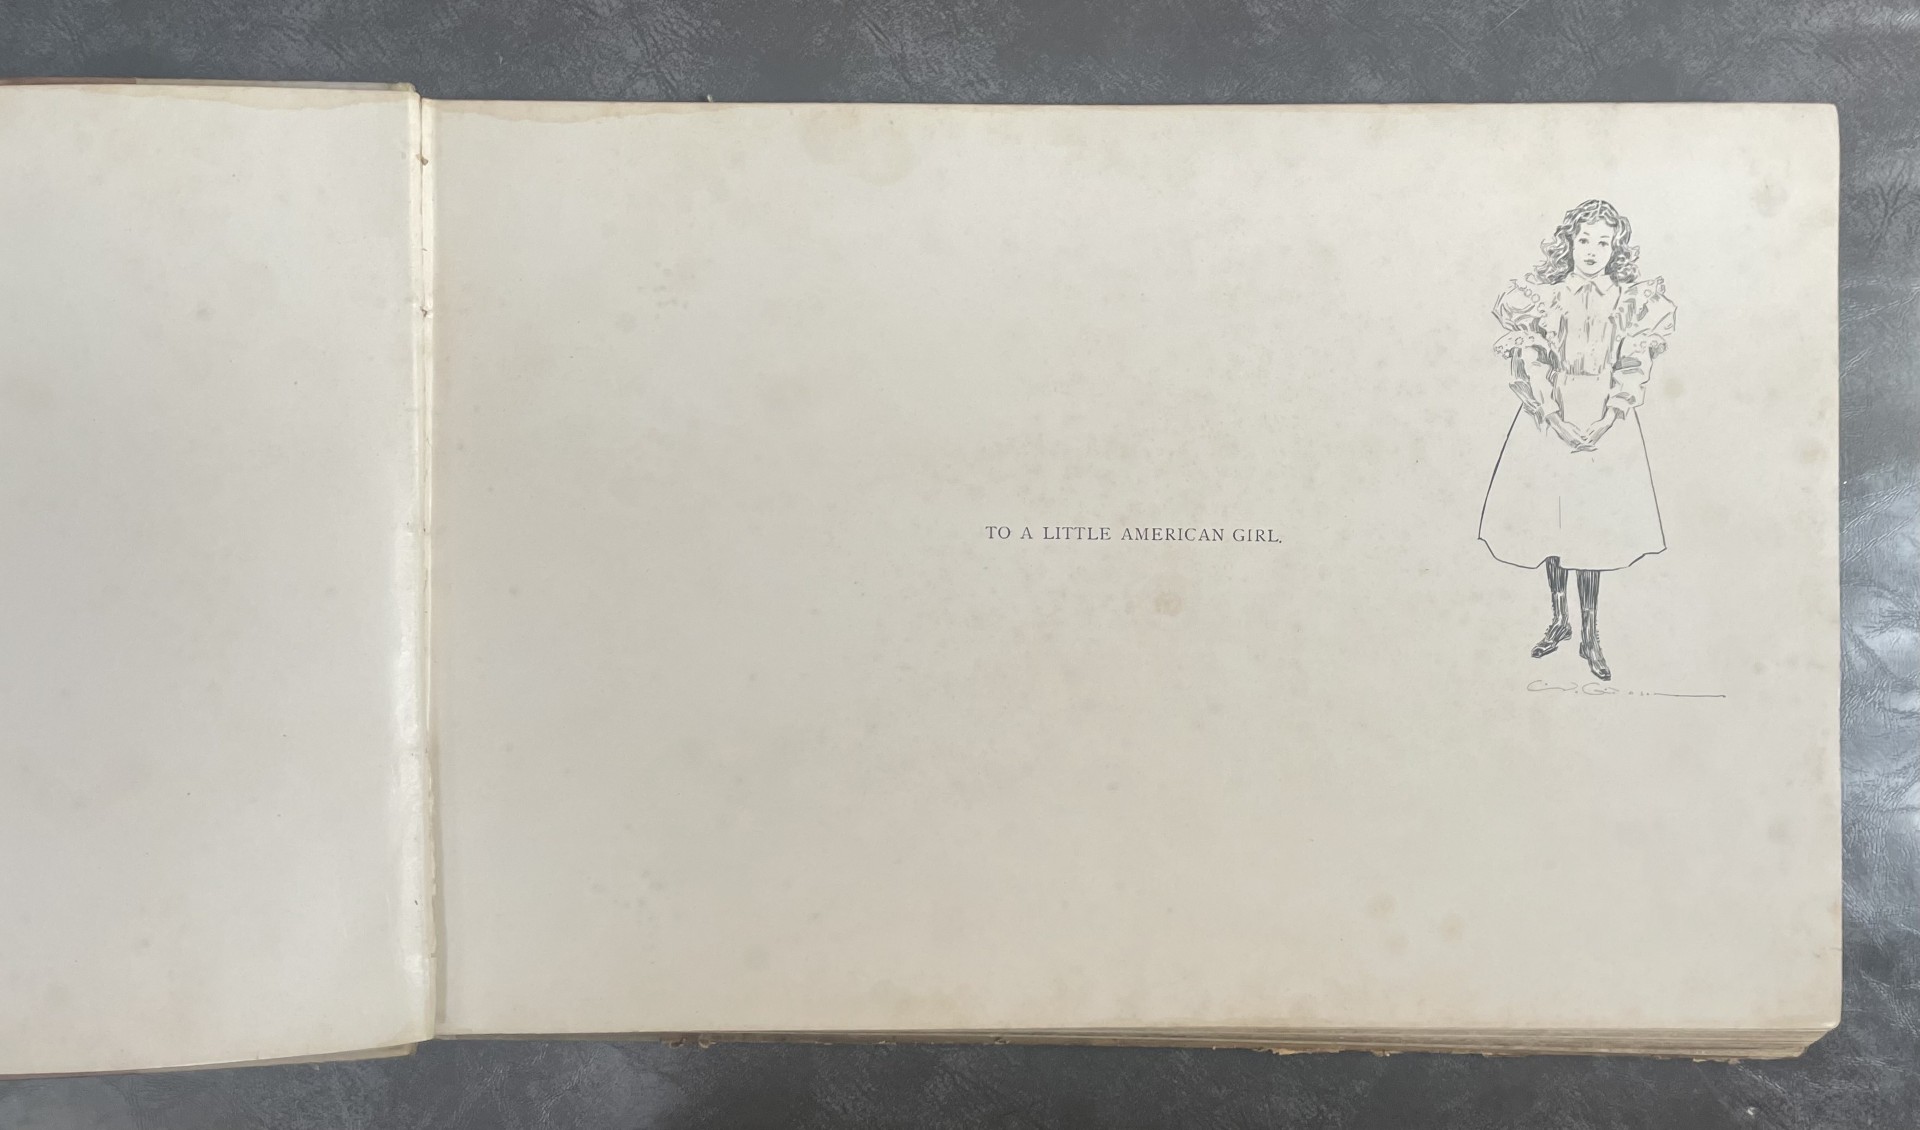 TO A LITTLE AMERICAN GIRL.